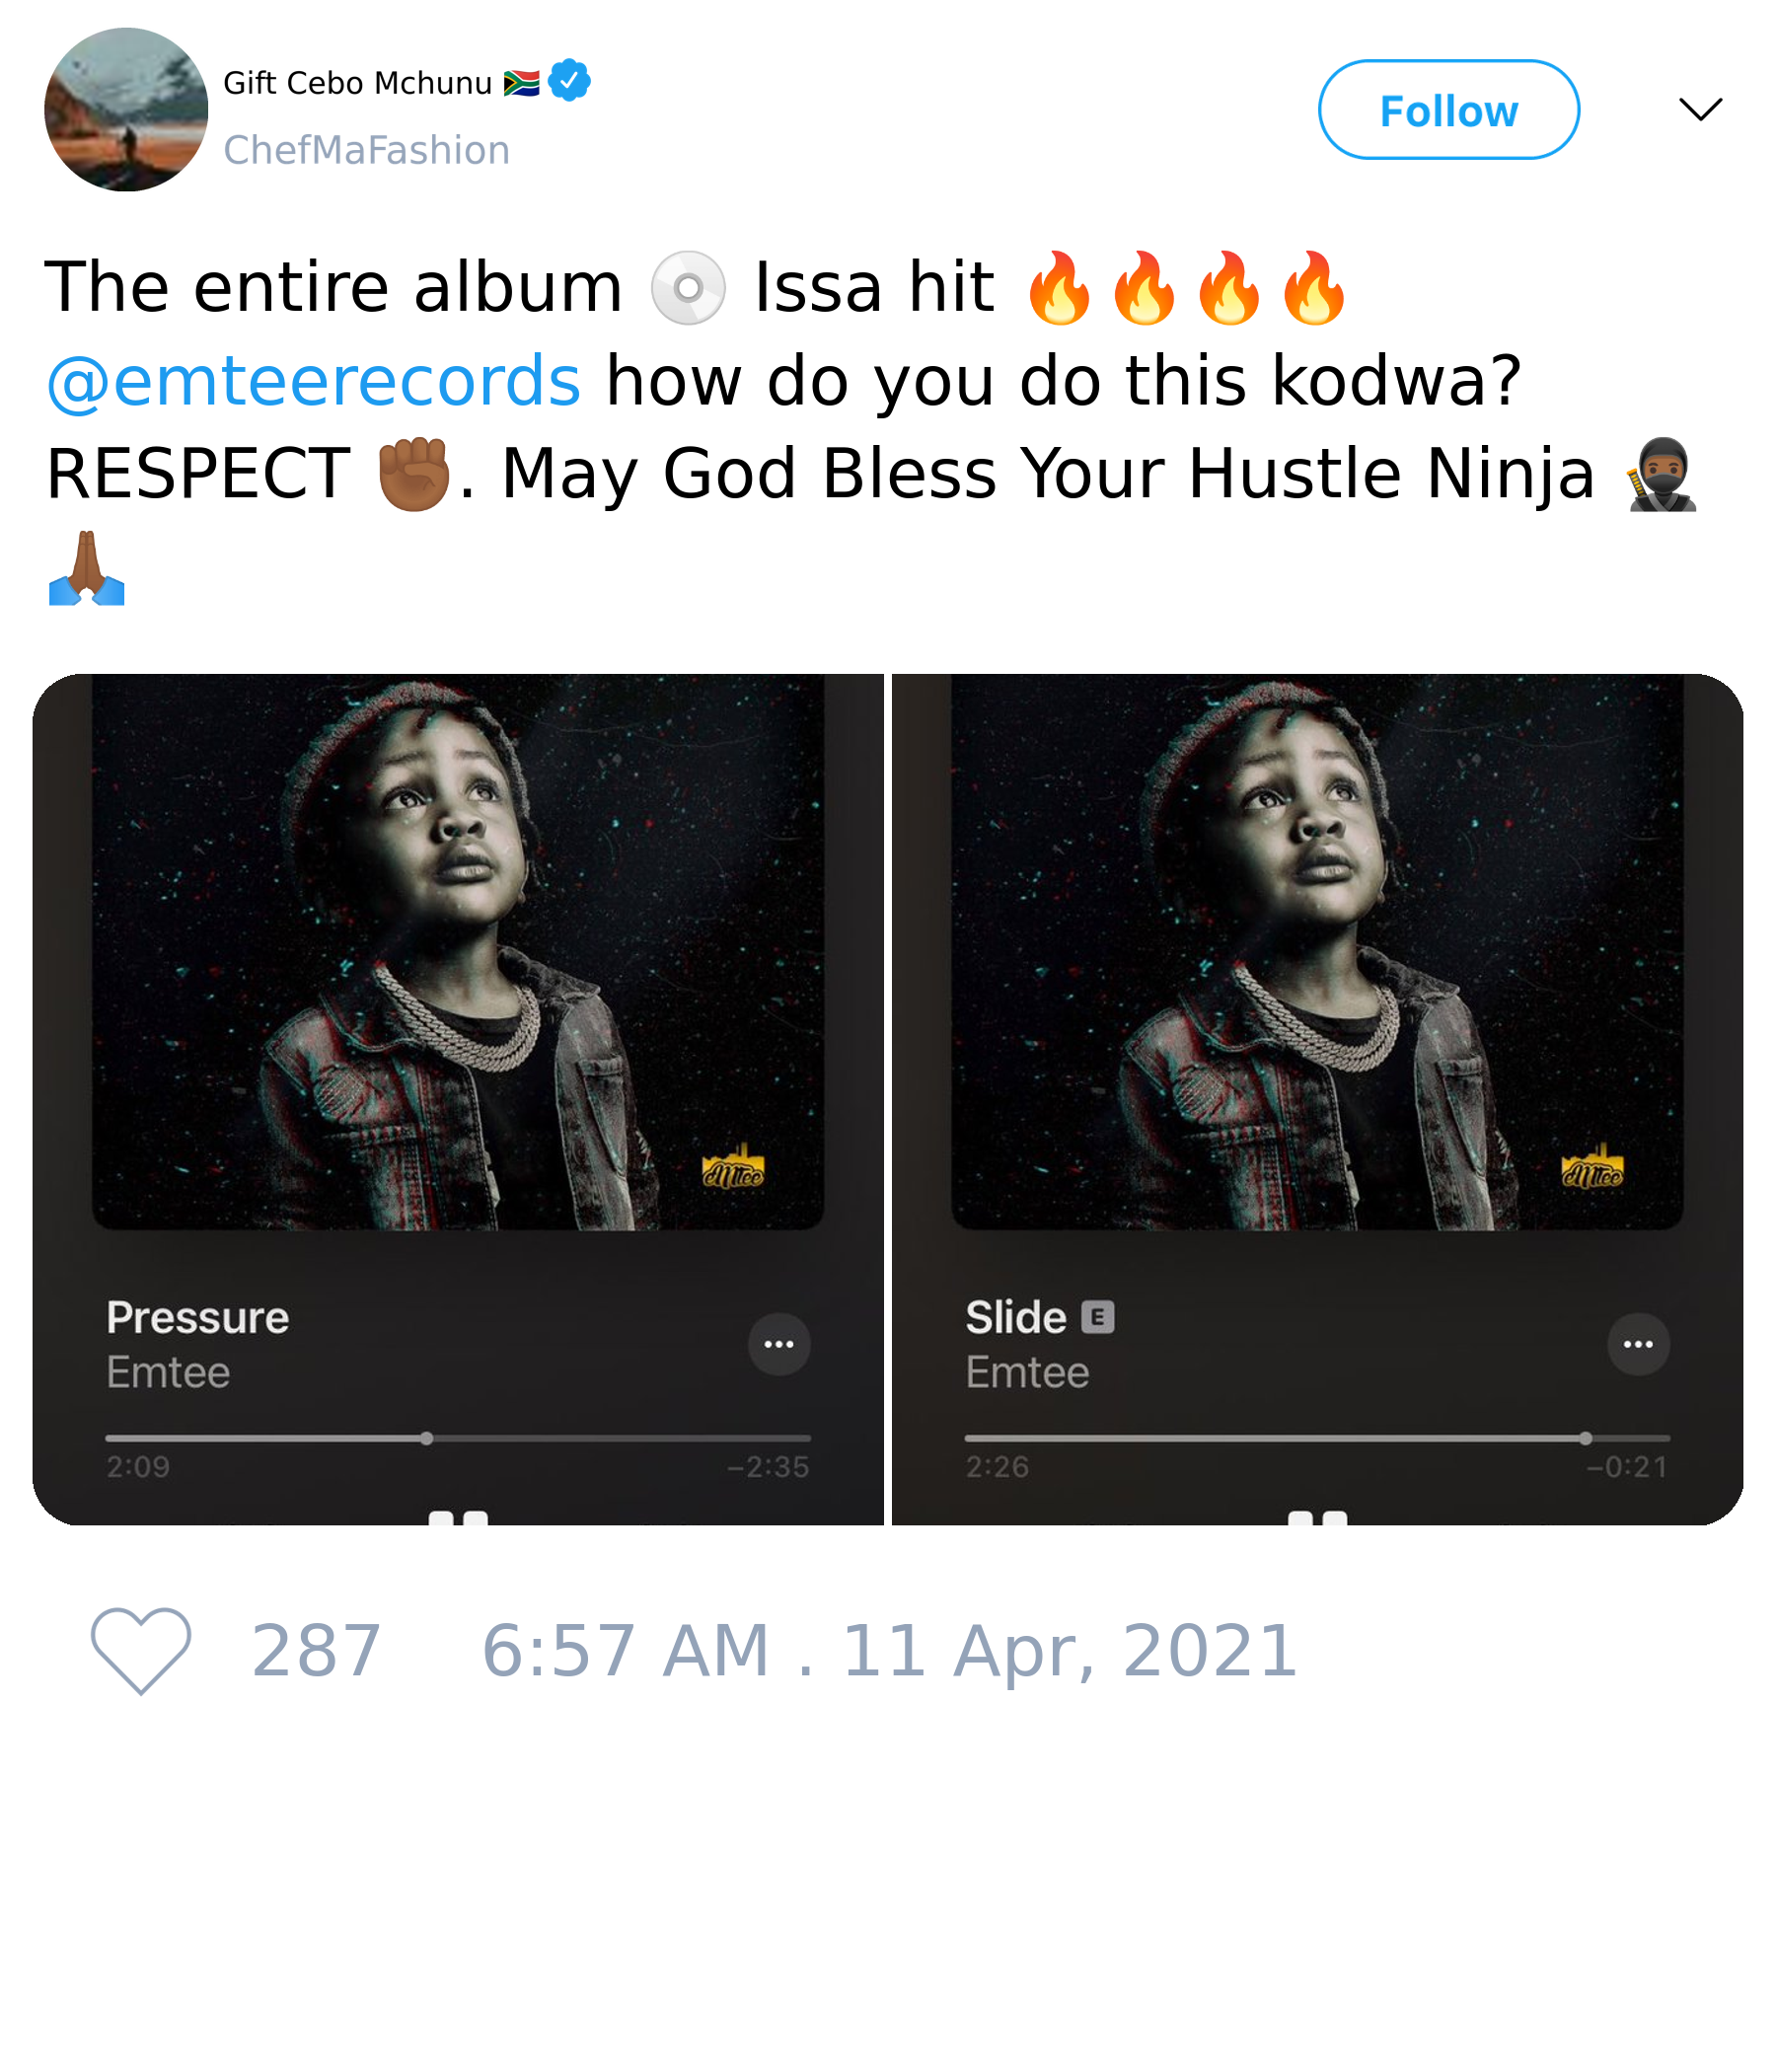 Gift Cebo Mchunu 🇿🇦
ChefMaFashion
Follow
The entire album 💿 Issa hit 🔥🔥🔥🔥
@emteerecords how do you do this kodwa?
RESPECT ✊🏾. May God Bless Your Hustle Ninja 🥷🏾
🙏🏾
eMTee
Pressure
Emtee
2:09 −2:35
eMTee
Slide E
Emtee
2:26 −0:21
287 6:57 AM . 11 Apr, 2021